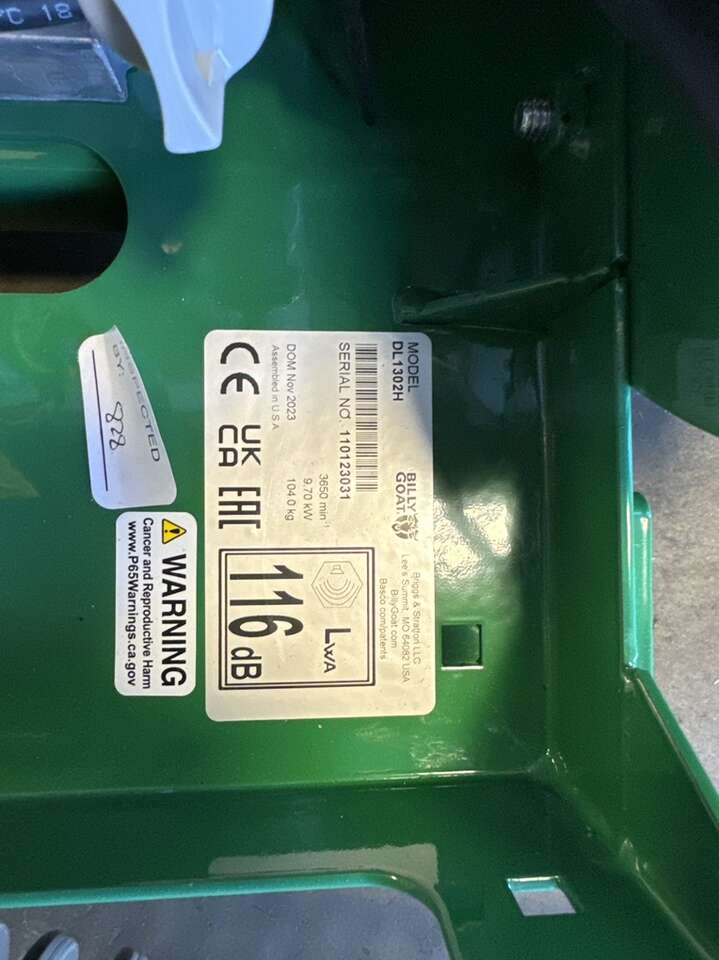 MODEL
DL1302H
SERIAL NO. 110123031
DOM Nov 2023
Assembled in U.S.A
BILLY
GOAT
Briggs & Stratton LLC
Lee's Summit, MO 64082 USA
BillyGoat.com
Basco.com/patents
3650 min⁻¹
9.70 kW
104.0 kg
CE
UK
CA
EAC
LWA
116 dB
INSPECTED
BY: 828
WARNING
Cancer and Reproductive Harm
www.P65Warnings.ca.gov
C 18